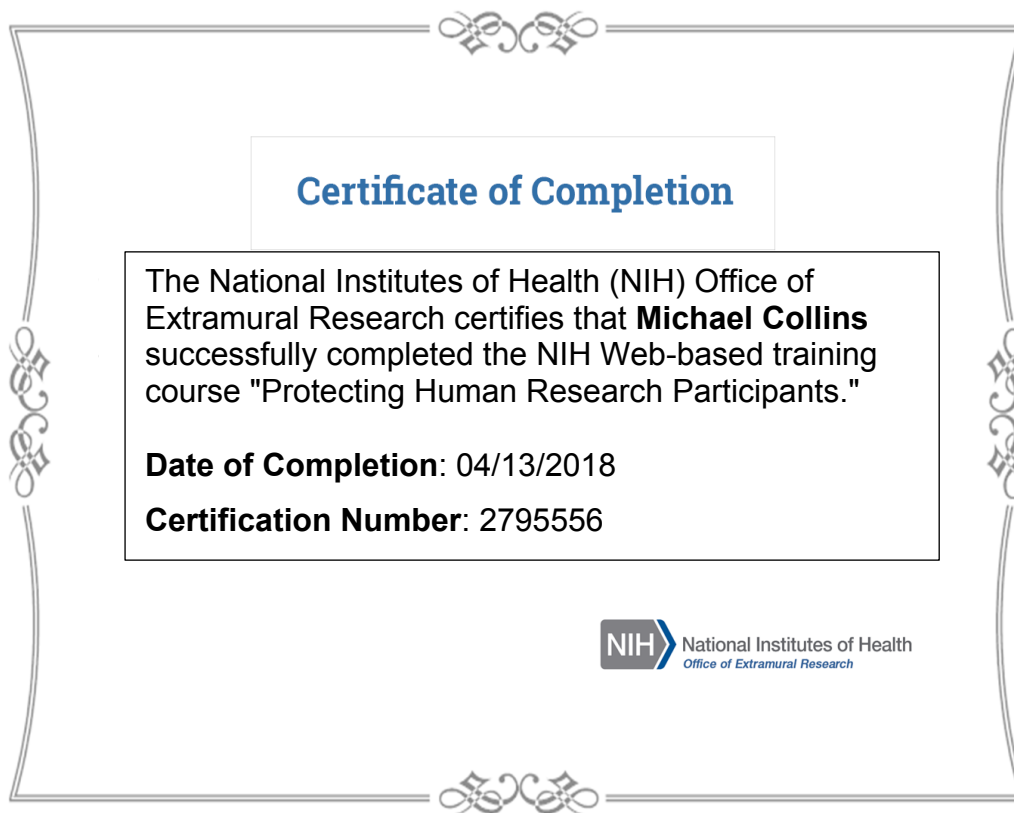 Certificate of Completion
The National Institutes of Health (NIH) Office of
Extramural Research certifies that Michael Collins
successfully completed the NIH Web-based training
course "Protecting Human Research Participants."
Date of Completion: 04/13/2018
Certification Number: 2795556
NIH National Institutes of Health
Office of Extramural Research